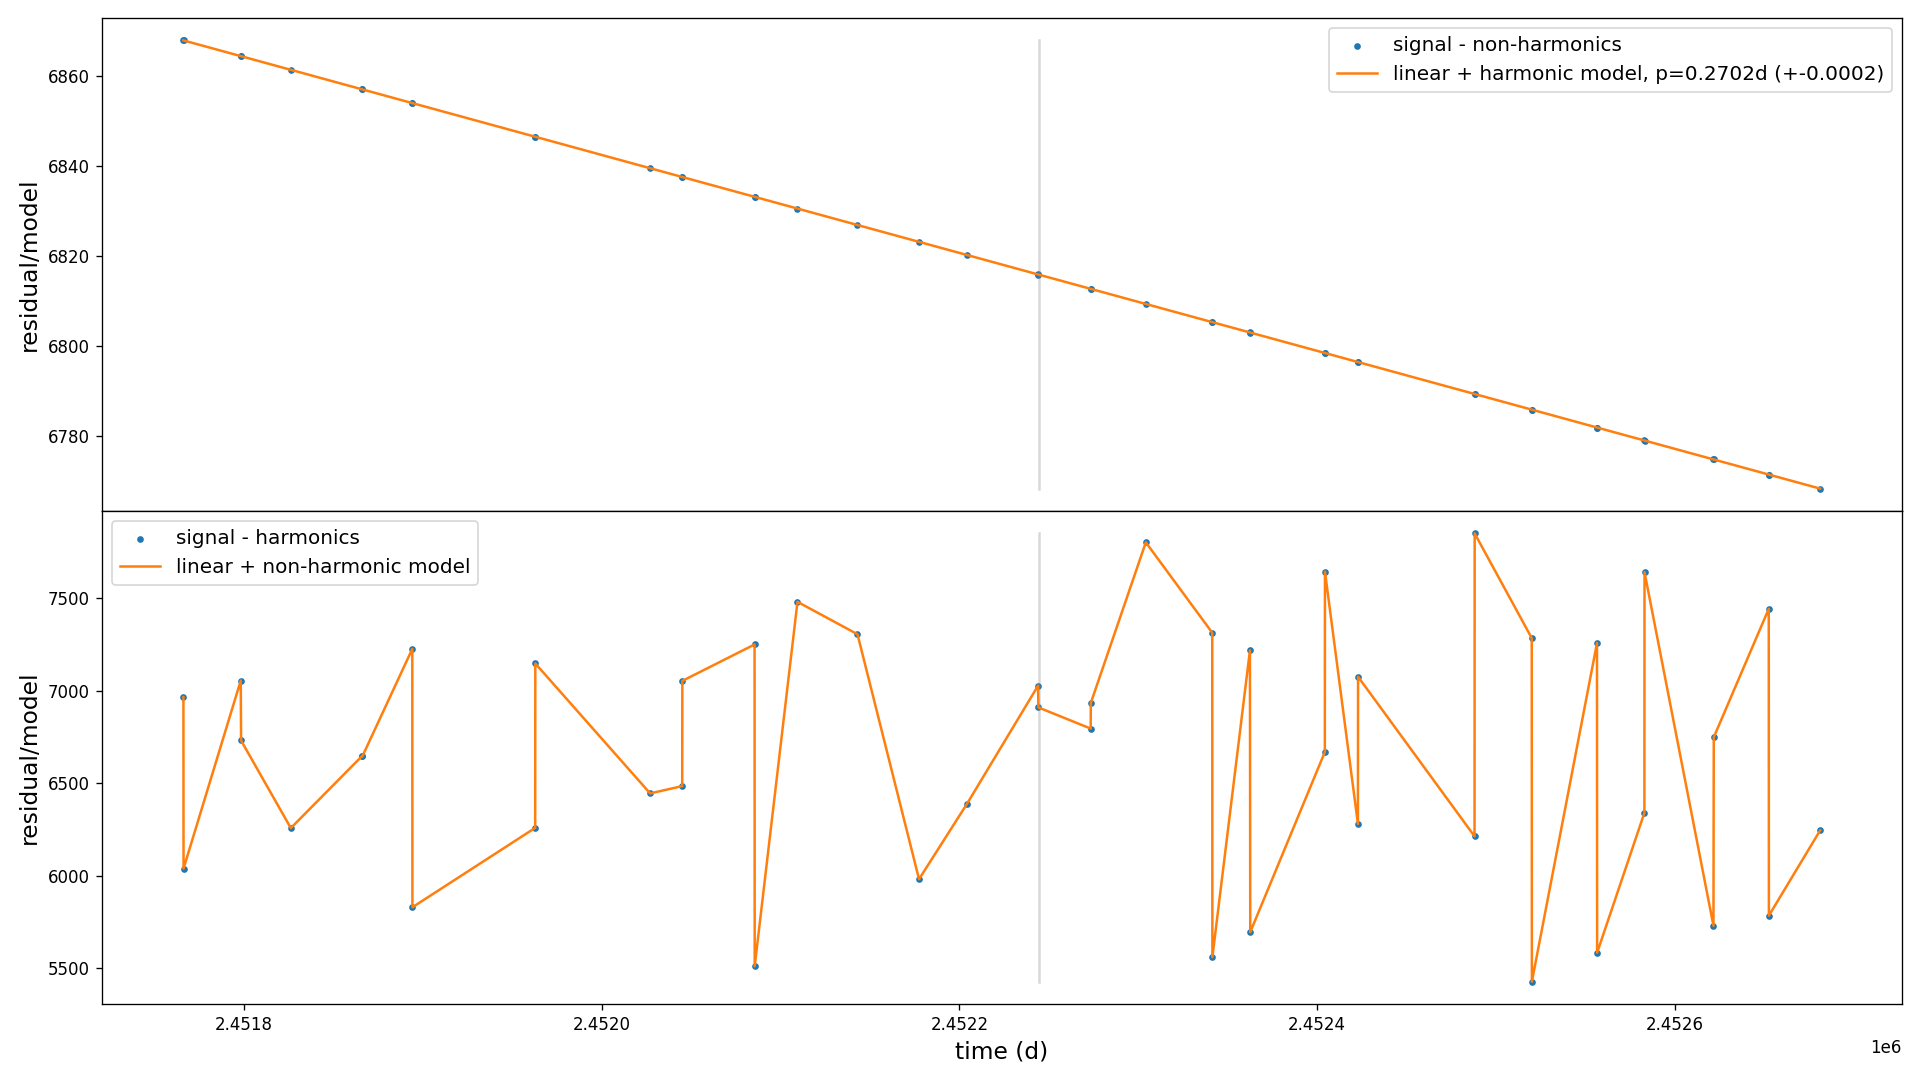 signal - non-harmonics
linear + harmonic model, p=0.2702d (+-0.0002)
6860
6840
6820
6800
6780
residual/model
signal - harmonics
linear + non-harmonic model
7500
7000
6500
6000
5500
residual/model
2.4518 2.4520 2.4522 2.4524 2.4526
1e6
time (d)